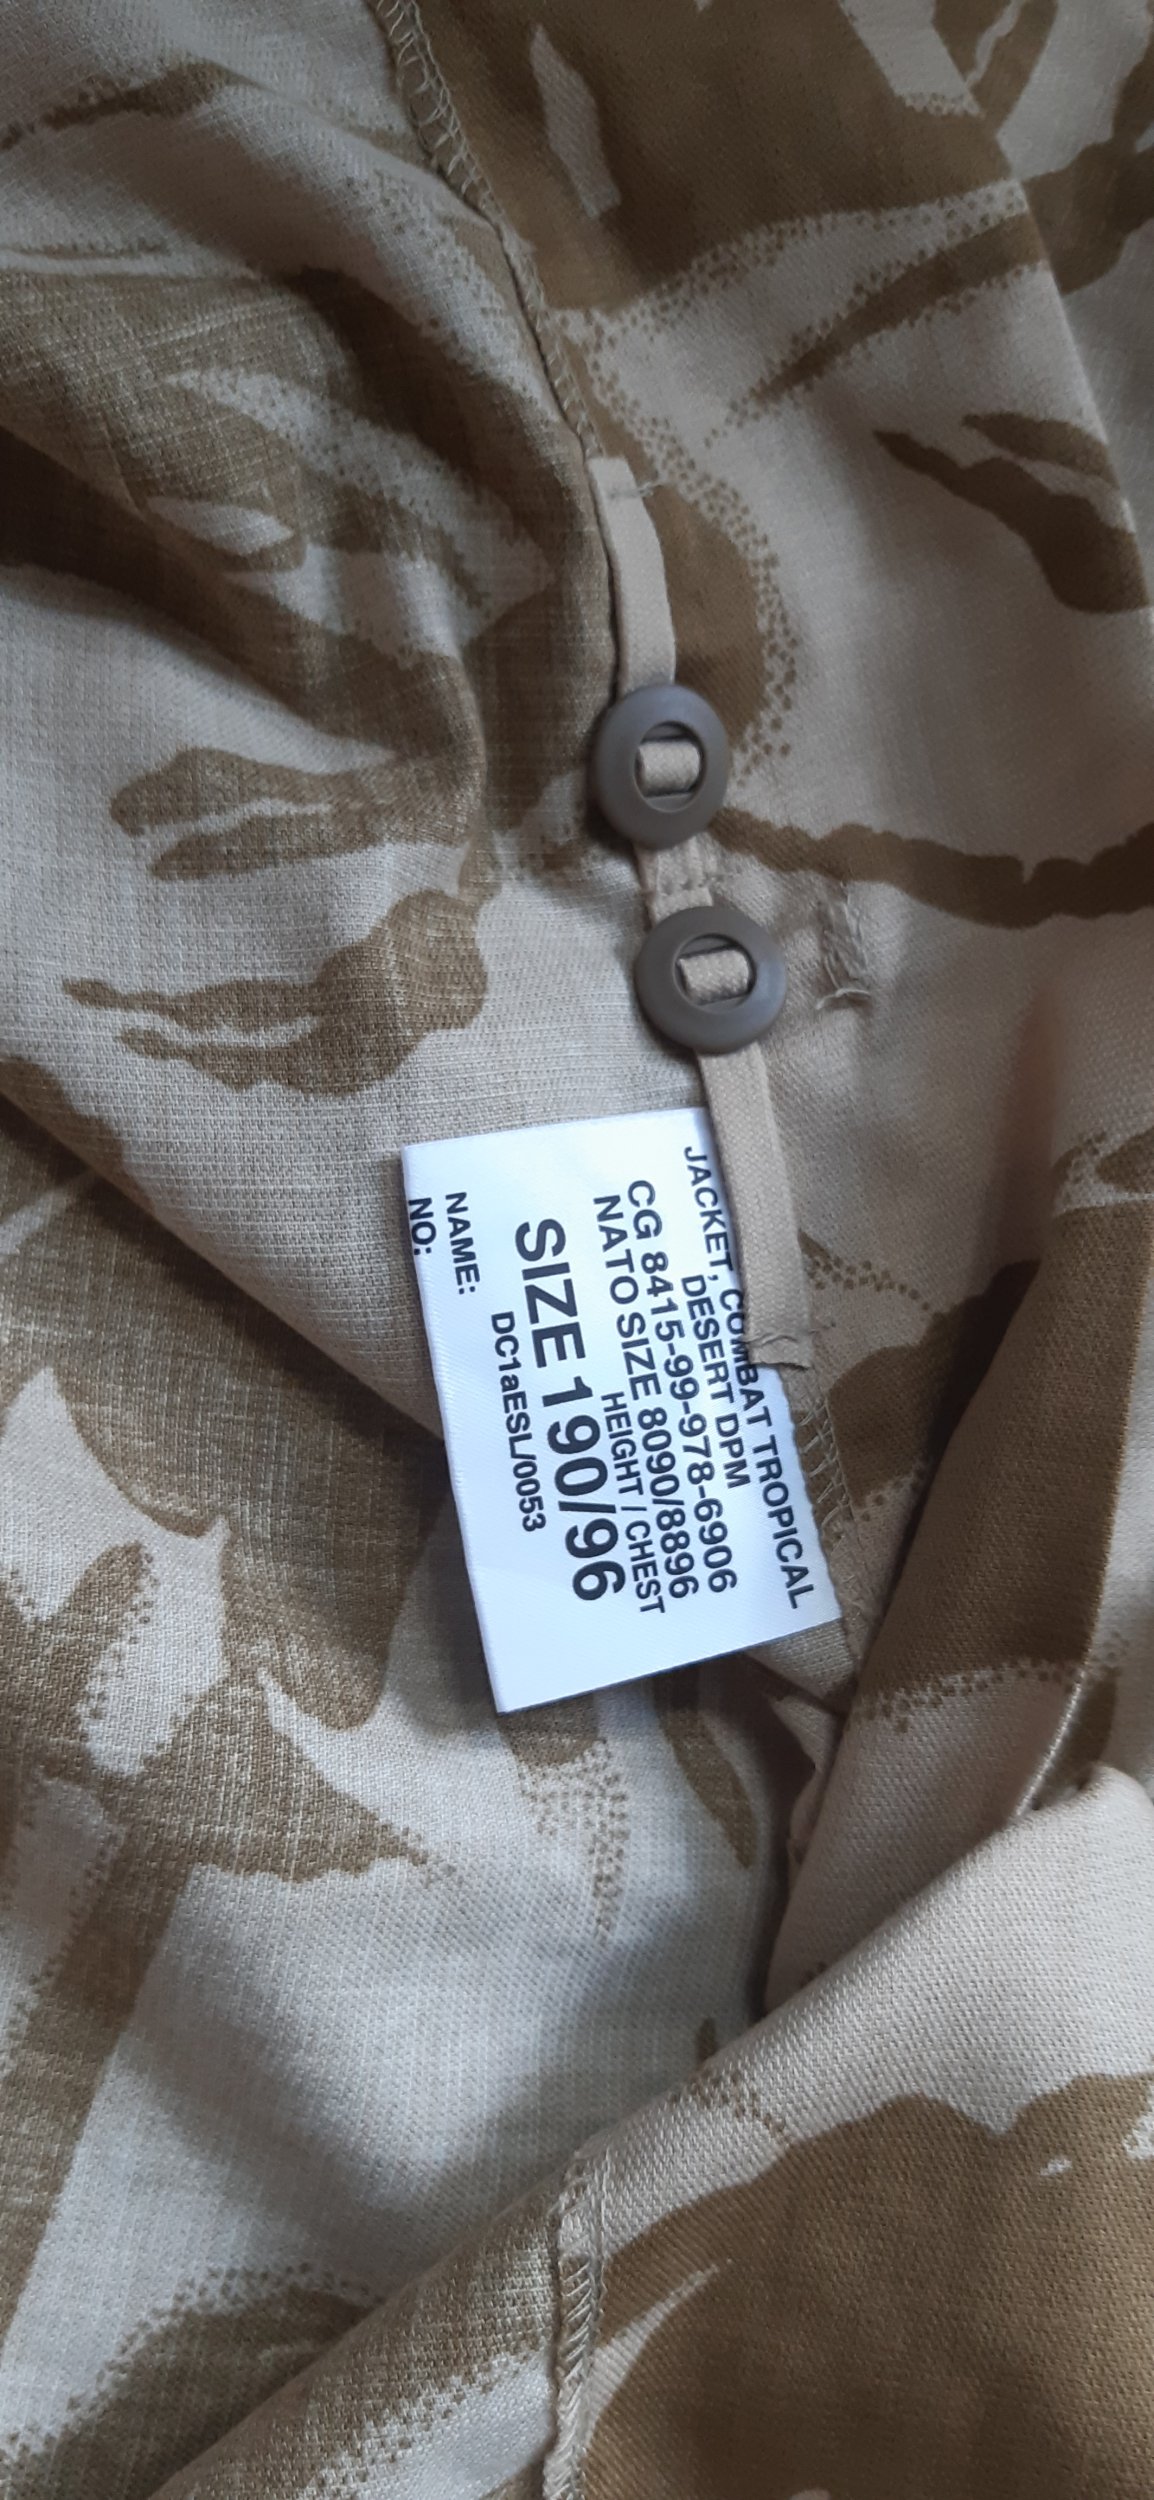 JACKET, COMBAT TROPICAL
DESERT DPM
CG 8415-99-978-6906
NATO SIZE 8090/8896
HEIGHT / CHEST
SIZE 190/96
DC1aESL/0053
NAME:
NO: